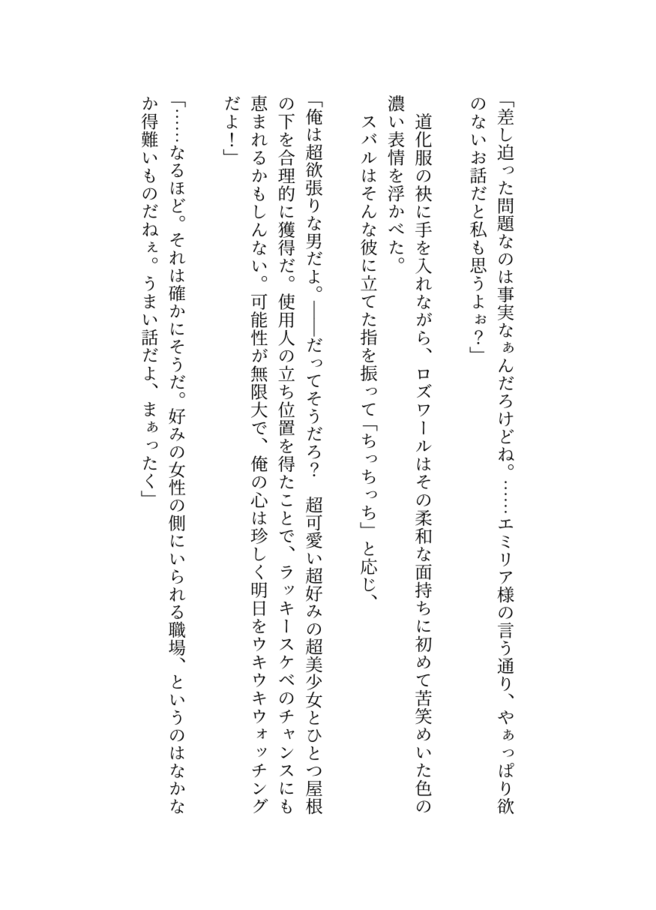 「差し迫った問題なのは事実なぁんだろけどね。……エミリア様の言う通り、やぁっぱり欲
のないお話だと私も思うよぉ？」
道化服の袂に手を入れながら、ロズワールはその柔和な面持ちに初めて苦笑めいた色の
濃い表情を浮かべた。
スバルはそんな彼に立てた指を振って「ちっちっち」と応じ、
「俺は超欲張りな男だよ。――だってそうだろ？　超可愛い超好みの超美少女とひとつ屋根
の下を合理的に獲得だ。使用人の立ち位置を得たことで、ラッキースケベのチャンスにも
恵まれるかもしんない。可能性が無限大で、俺の心は珍しく明日をウキウキウォッチング
だよ！」
「……なるほど。それは確かにそうだ。好みの女性の側にいられる職場、というのはなかな
か得難いものだねぇ。うまい話だよ、まぁったく」